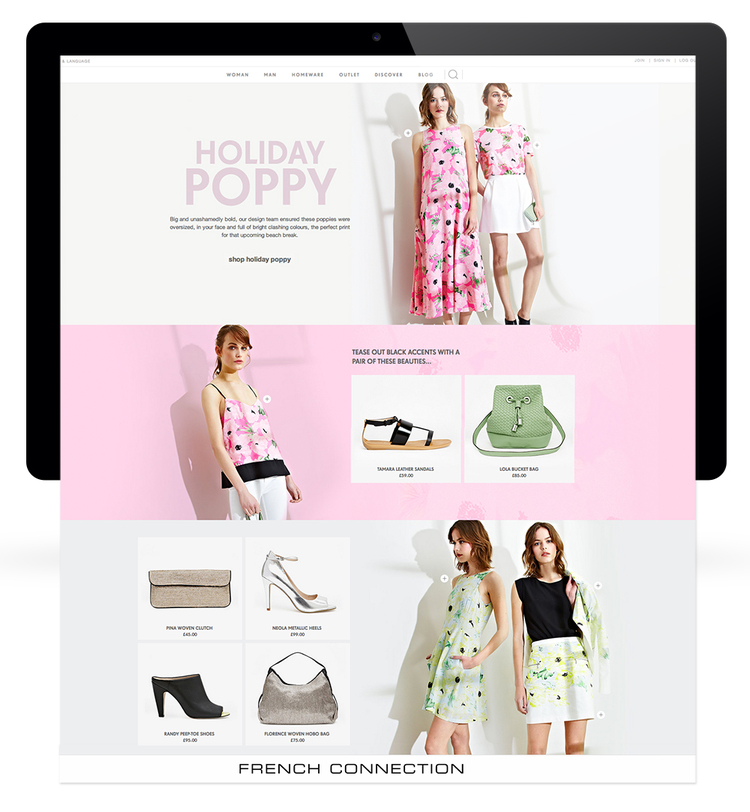 & LANGUAGE
JOIN / SIGN IN / LOG
WOMAN MAN HOMEWARE OUTLET DISCOVER BLOG
HOLIDAY
POPPY
Big and unashamedly bold, our design team ensured these poppies were
oversized, in your face and full of bright clashing colours, the perfect print
for that upcoming beach break.
shop holiday poppy
TEASE OUT BLACK ACCENTS WITH A
PAIR OF THESE BEAUTIES...
TAMARA LEATHER SANDALS
£59.00
LOLA BUCKET BAG
£85.00
PINA WOVEN CLUTCH
£45.00
NEOLA METALLIC HEELS
£99.00
RANDY PEEP-TOE SHOES
£95.00
FLORENCE WOVEN HOBO BAG
£75.00
FRENCH CONNECTION